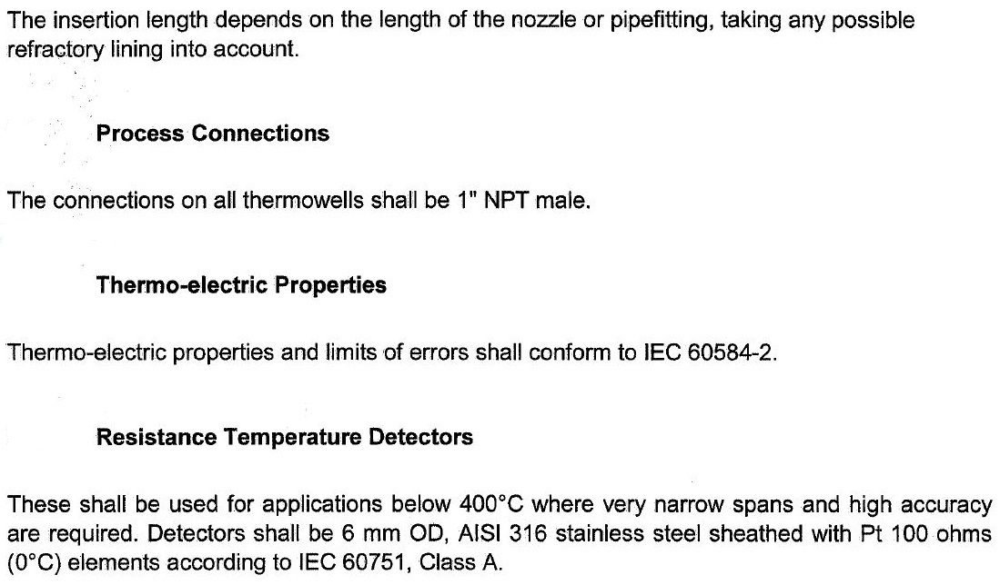 The insertion length depends on the length of the nozzle or pipefitting, taking any possible
refractory lining into account.
Process Connections
The connections on all thermowells shall be 1" NPT male.
Thermo-electric Properties
Thermo-electric properties and limits of errors shall conform to IEC 60584-2.
Resistance Temperature Detectors
These shall be used for applications below 400°C where very narrow spans and high accuracy
are required. Detectors shall be 6 mm OD, AISI 316 stainless steel sheathed with Pt 100 ohms
(0°C) elements according to IEC 60751, Class A.